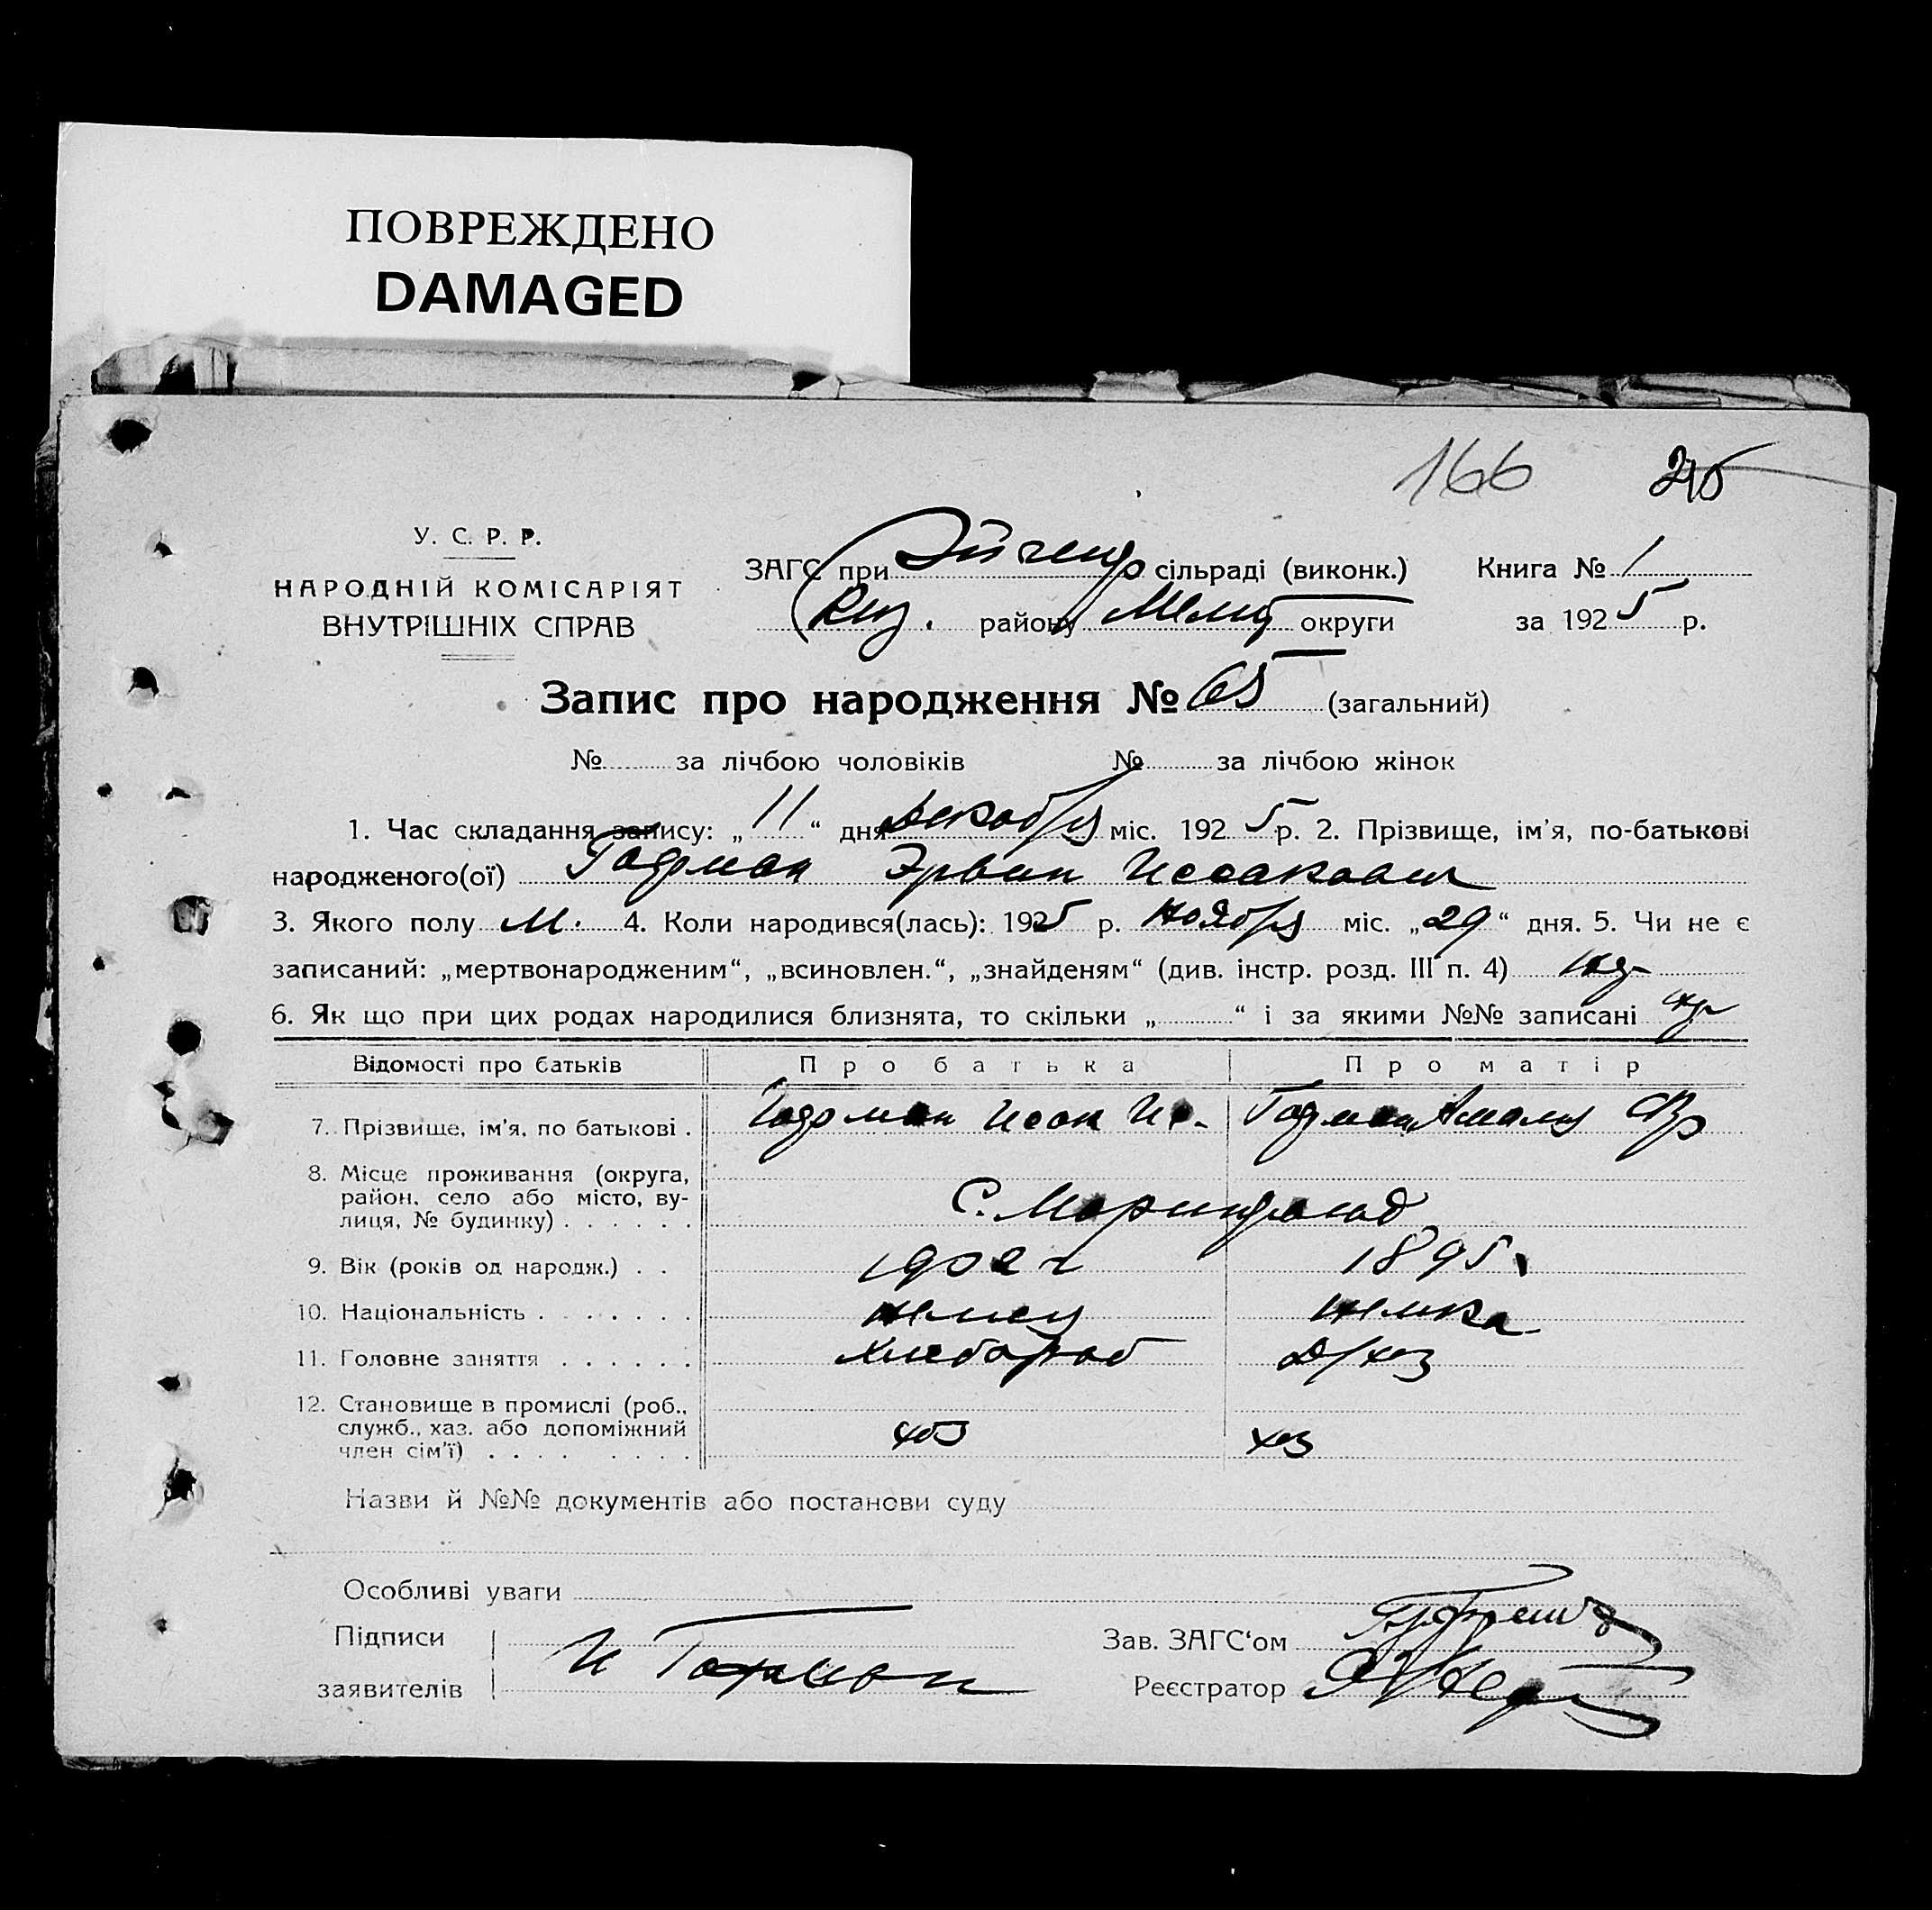 ПОВРЕЖДЕНО
DAMAGED
166
У. С. Р. Р.
НАРОДНІЙ КОМІСАРІЯТ
ВНУТРІШНІХ СПРАВ
ЗАГС при сільраді (виконк.)
району Мелит округи
Книга № 1
за 1925 р.
Запис про народження № 65 (загальний)
№ за лічбою чоловіків № за лічбою жінок
1. Час складання запису: „11“ дня Декабря міс. 1925 р. 2. Прізвище, ім'я, по-батькові
народженого(ої) Эрвин Исаакович
3. Якого полу м. 4. Коли народився(лась): 1925 р. Ноября міс. „29“ дня. 5. Чи не є
записаний: „мертвонародженим“, „всиновлен.“, „знайденям“ (див. інстр. розд. III п. 4)
6. Як що при цих родах народилися близнята, то скільки „ “ і за якими №№ записані
Відомості про батьків Про батька Про матір
7. Прізвище, ім'я, по батькові . Исак Ис. Амалия Фр
8. Місце проживання (округа,
район, село або місто, ву-
лиця, № будинку) . . . . . . С.
9. Вік (років од народж.) . . 1902 г 1895
10. Національність . . . . . . . немец немка
11. Головне заняття . . . . . . хлебороб Д/хоз
12. Становище в промислі (роб.,
служб., хаз. або допоміжний
член сім'ї) . . . . . . . . хоз хоз
Назви й №№ документів або постанови суду
Особливі уваги
Підписи
заявителів
И
Зав. ЗАГС'ом
Реєстратор